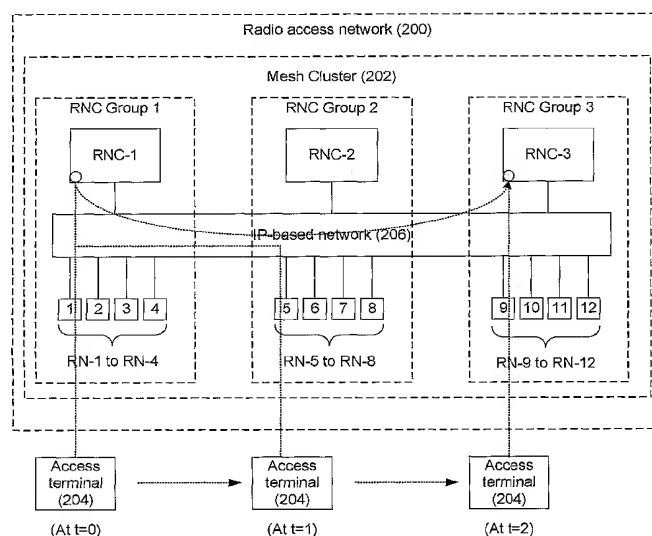 Radio access network (200)
Mesh Cluster (202)
RNC Group 1
RNC Group 2
RNC Group 3
RNC-1
RNC-2
RNC-3
IP-based network (206)
1 2 3 4
5 6 7 8
9 10 11 12
RN-1 to RN-4
RN-5 to RN-8
RN-9 to RN-12
Access
terminal
(204)
Access
terminal
(204)
Access
terminal
(204)
(At t=0)
(At t=1)
(At t=2)